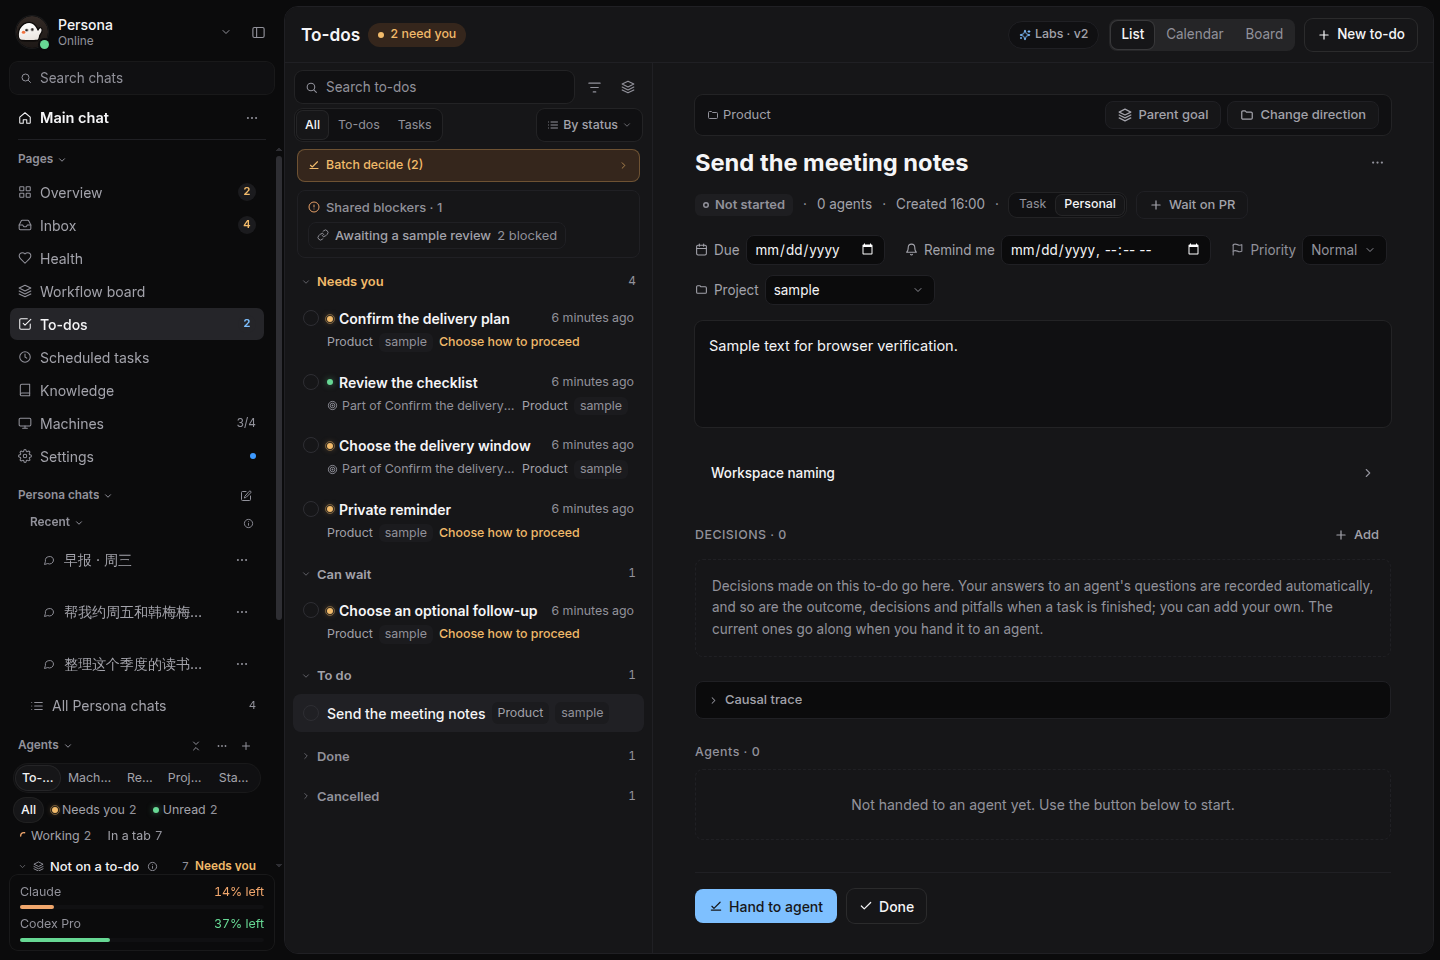 Persona
Online
Search chats
Main chat
Pages
Overview 2
Inbox 4
Health
Workflow board
To-dos 2
Scheduled tasks
Knowledge
Machines 3/4
Settings
Persona chats
Recent
早报 · 周三
帮我约周五和韩梅梅...
整理这个季度的读书...
All Persona chats 4
Agents
To-... Mach... Re... Proj... Sta...
All Needs you 2 Unread 2
Working 2 In a tab 7
Not on a to-do 7 Needs you
Claude 14% left
Codex Pro 37% left
To-dos 2 need you
Labs · v2 List Calendar Board New to-do
Search to-dos
All To-dos Tasks By status
Batch decide (2)
Shared blockers · 1
Awaiting a sample review 2 blocked
Needs you 4
Confirm the delivery plan 6 minutes ago
Product sample Choose how to proceed
Review the checklist 6 minutes ago
Part of Confirm the delivery... Product sample
Choose the delivery window 6 minutes ago
Part of Confirm the delivery... Product sample
Private reminder 6 minutes ago
Product sample Choose how to proceed
Can wait 1
Choose an optional follow-up 6 minutes ago
Product sample Choose how to proceed
To do 1
Send the meeting notes Product sample
Done 1
Cancelled 1
Product Parent goal Change direction
Send the meeting notes
Not started · 0 agents · Created 16:00 · Task Personal Wait on PR
Due mm/dd/yyyy Remind me mm/dd/yyyy, --:-- -- Priority Normal
Project sample
Sample text for browser verification.
Workspace naming
DECISIONS · 0 Add
Decisions made on this to-do go here. Your answers to an agent's questions are recorded automatically,
and so are the outcome, decisions and pitfalls when a task is finished; you can add your own. The
current ones go along when you hand it to an agent.
Causal trace
Agents · 0
Not handed to an agent yet. Use the button below to start.
Hand to agent Done